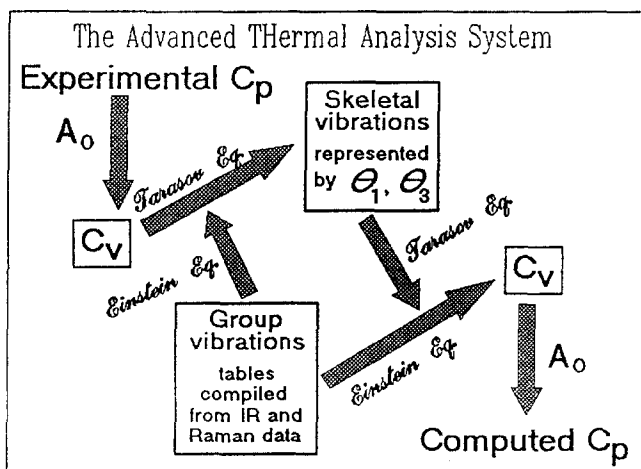 The Advanced THermal Analysis System
Experimental Cp
A₀
Tarasov Eq.
Cv
Einstein Eq.
Skeletal
vibrations
represented
by Θ₁, Θ₃
Tarasov Eq
Group
vibrations
tables
compiled
from IR and
Raman data
Einstein Eq
Cv
A₀
Computed Cp